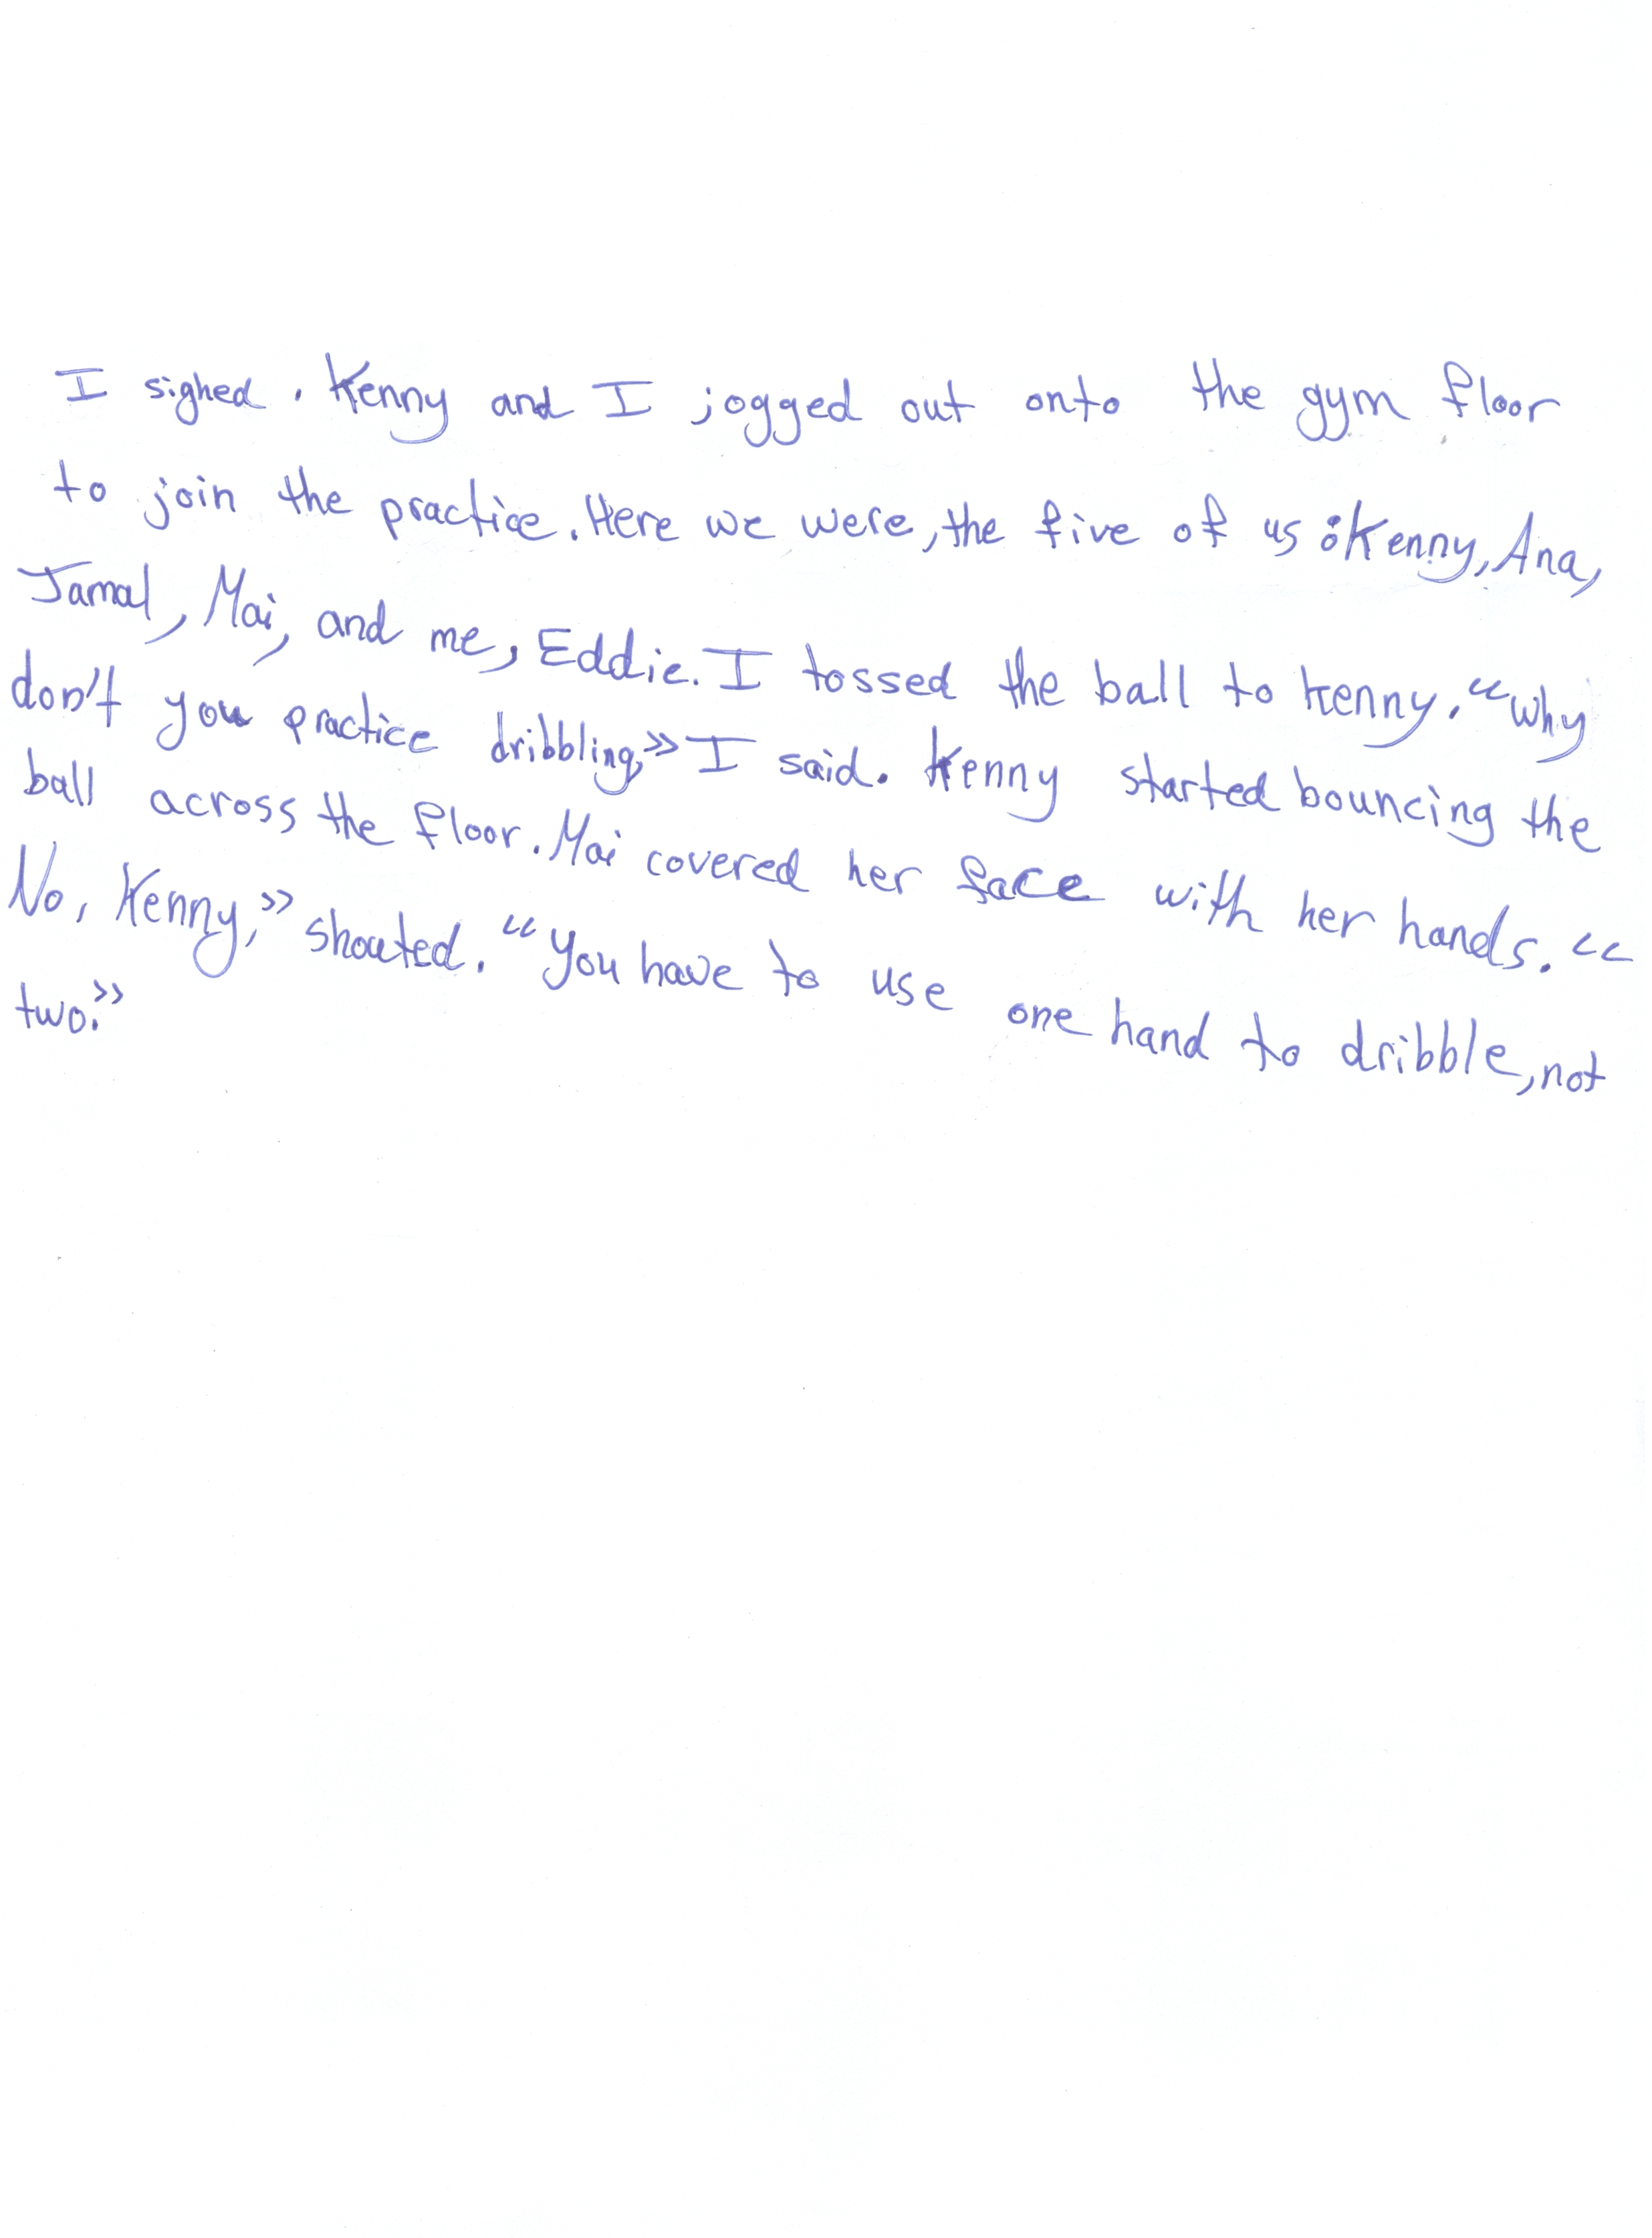 I sighed. Kenny and I jogged out onto the gym floor
to join the practice. Here we were, the five of us: Kenny, Ana,
Jamal, Mai, and me, Eddie. I tossed the ball to Kenny. "Why
don't you practice dribbling," I said. Kenny started bouncing the
ball across the floor. Mai covered her face with her hands. "
No, Kenny," shouted. "You have to use one hand to dribble, not
two."